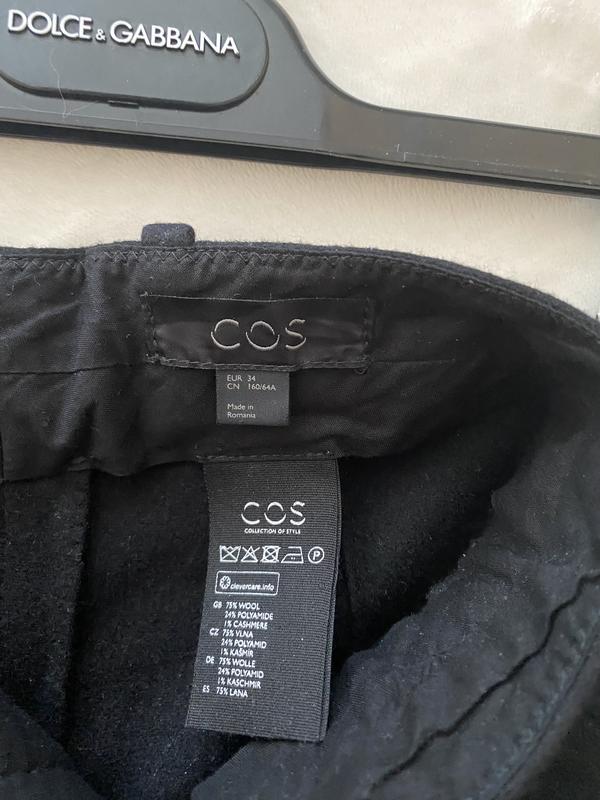 DOLCE & GABBANA
COS
EUR 34
CN 160/64A
Made in
Romania
COS
COLLECTION OF STYLE
P
clevercare.info
GB 75% WOOL
24% POLYAMIDE
1% CASHMERE
CZ 75% VLNA
24% POLYAMID
1% KAŠMÍR
DE 75% WOLLE
24% POLYAMID
1% KASCHMIR
ES 75% LANA